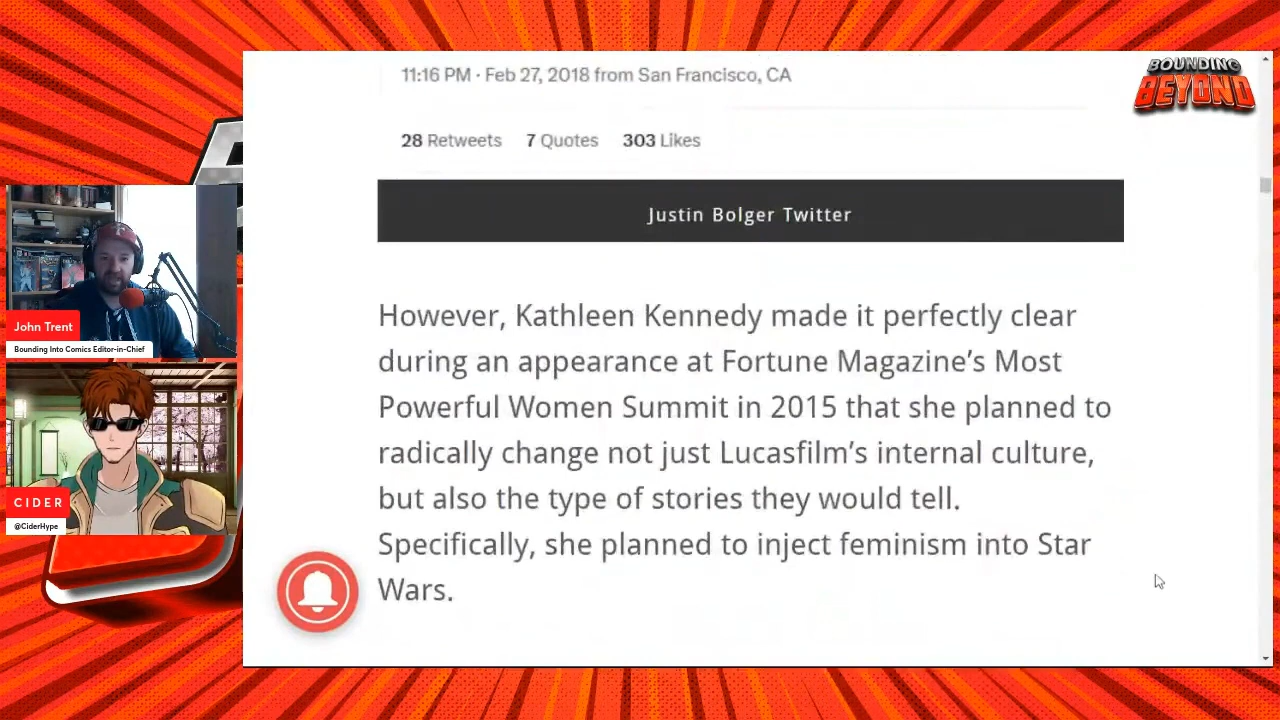 11:16 PM · Feb 27, 2018 from San Francisco, CA
BOUNDING
BEYOND
28 Retweets 7 Quotes 303 Likes
Justin Bolger Twitter
However, Kathleen Kennedy made it perfectly clear
during an appearance at Fortune Magazine’s Most
Powerful Women Summit in 2015 that she planned to
radically change not just Lucasfilm’s internal culture,
but also the type of stories they would tell.
Specifically, she planned to inject feminism into Star
Wars.
John Trent
Bounding Into Comics Editor-in-Chief
CIDER
@CiderHype